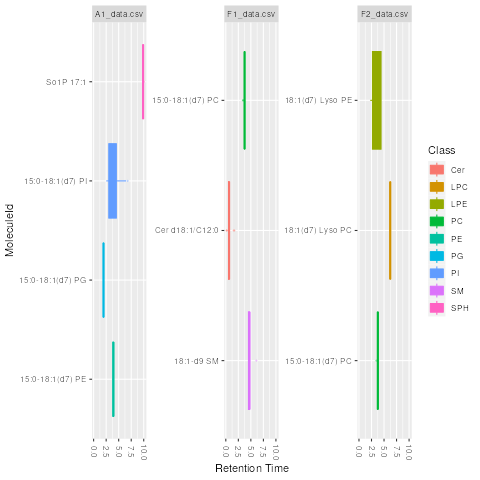 A1_data.csv
F1_data.csv
F2_data.csv
So1P 17:1
15:0-18:1(d7) PI
15:0-18:1(d7) PG
15:0-18:1(d7) PE
15:0-18:1(d7) PC
Cer d18:1/C12:0
18:1-d9 SM
18:1(d7) Lyso PE
18:1(d7) Lyso PC
15:0-18:1(d7) PC
MoleculeId
0.0
2.5
5.0
7.5
10.0
0.0
2.5
5.0
7.5
10.0
0.0
2.5
5.0
7.5
10.0
Retention Time
Class
Cer
LPC
LPE
PC
PE
PG
PI
SM
SPH